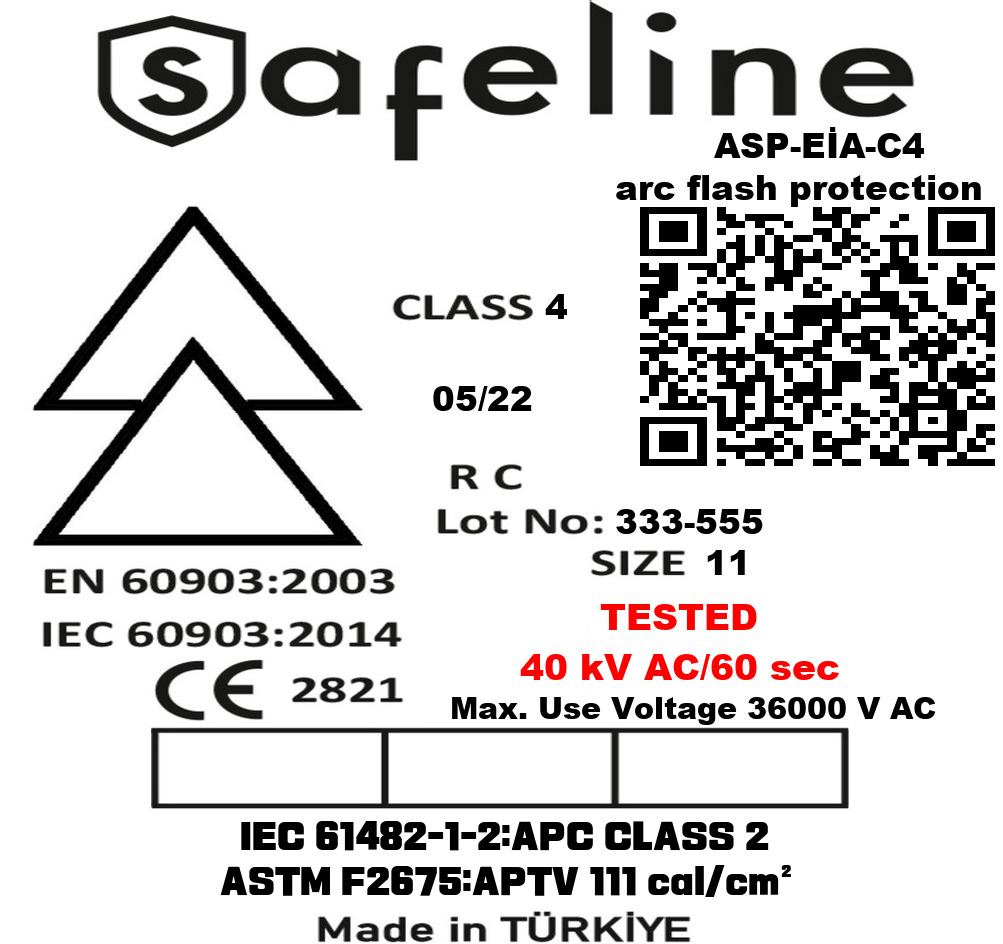 safeline
ASP-EİA-C4
arc flash protection
CLASS 4
05/22
R C
Lot No: 333-555
SIZE 11
EN 60903:2003
IEC 60903:2014
TESTED
40 kV AC/60 sec
CE 2821
Max. Use Voltage 36000 V AC
IEC 61482-1-2:APC CLASS 2
ASTM F2675:APTV 111 cal/cm²
Made in TÜRKİYE